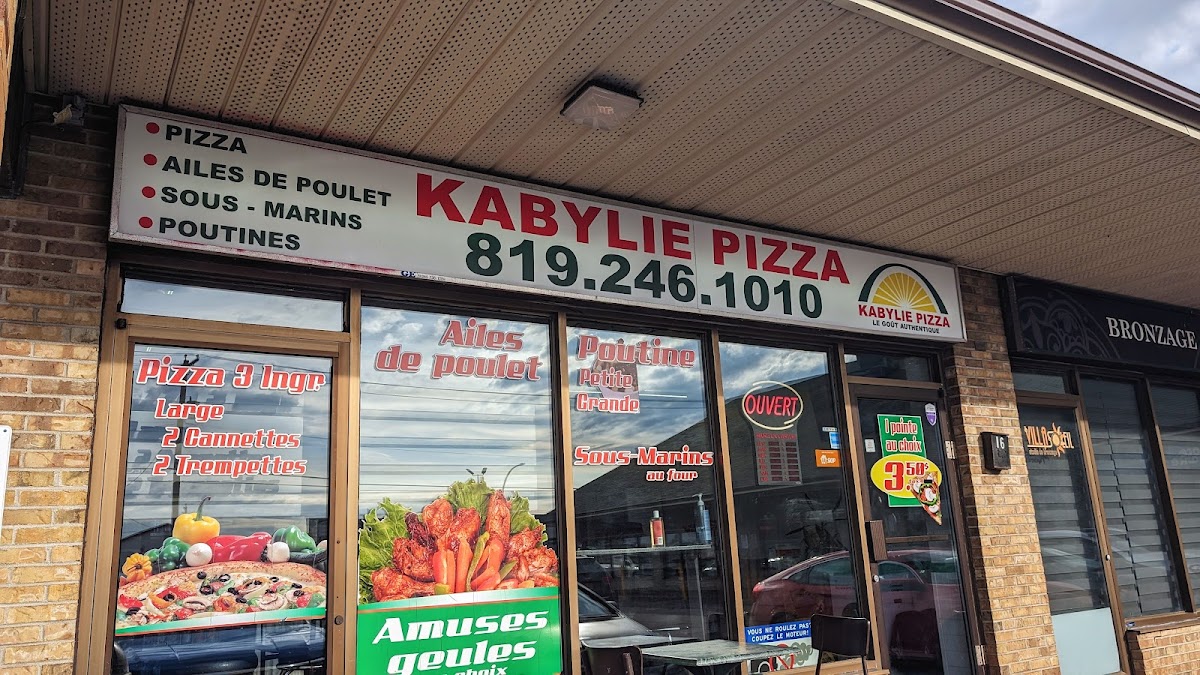 • PIZZA
• AILES DE POULET
• SOUS - MARINS
• POUTINES
KABYLIE PIZZA
819.246.1010
KABYLIE PIZZA
LE GOÛT AUTHENTIQUE
BRONZAGE
Pizza 3 Ingr
Large
2 Cannettes
2 Trempettes
Ailes
de poulet
Amuses
gueules
choix
Poutine
Petite
Grande
Sous-Marins
au four
OUVERT
1 pointe
au choix
3.50$
16
VOUS NE ROULEZ PAS?
COUPEZ LE MOTEUR!